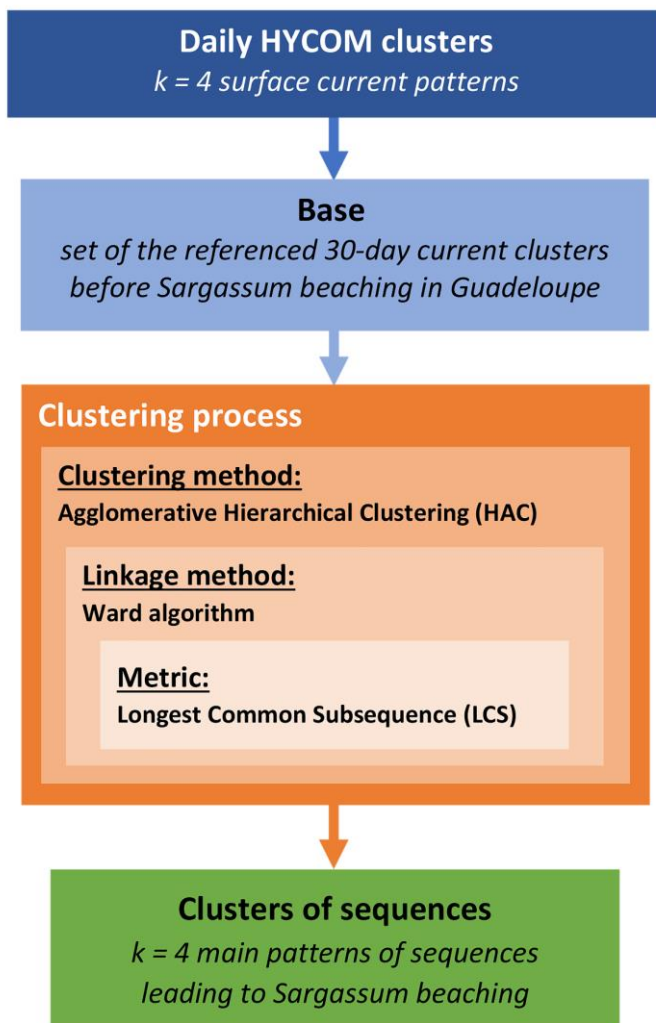 Daily HYCOM clusters
k = 4 surface current patterns
Base
set of the referenced 30-day current clusters
before Sargassum beaching in Guadeloupe
Clustering process
Clustering method:
Agglomerative Hierarchical Clustering (HAC)
Linkage method:
Ward algorithm
Metric:
Longest Common Subsequence (LCS)
Clusters of sequences
k = 4 main patterns of sequences
leading to Sargassum beaching